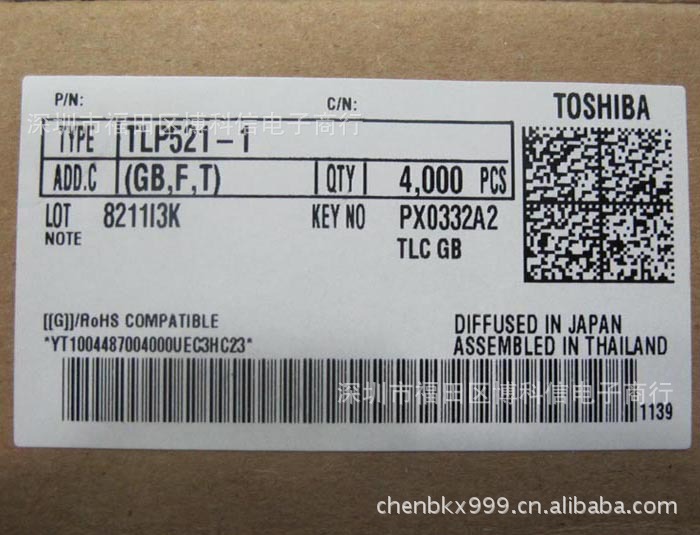 P/N:
C/N:
TOSHIBA
深圳市福田区博科信电子商行
TYPE TLP521-1
ADD.C (GB,F,T) QTY 4,000 PCS
LOT 8211I3K KEY NO PX0332A2
NOTE TLC GB
[[G]]/RoHS COMPATIBLE
DIFFUSED IN JAPAN
*YT1004487004000UEC3HC23*
ASSEMBLED IN THAILAND
深圳市福田区博科信电子商行
1139
chenbkx999.cn.alibaba.com